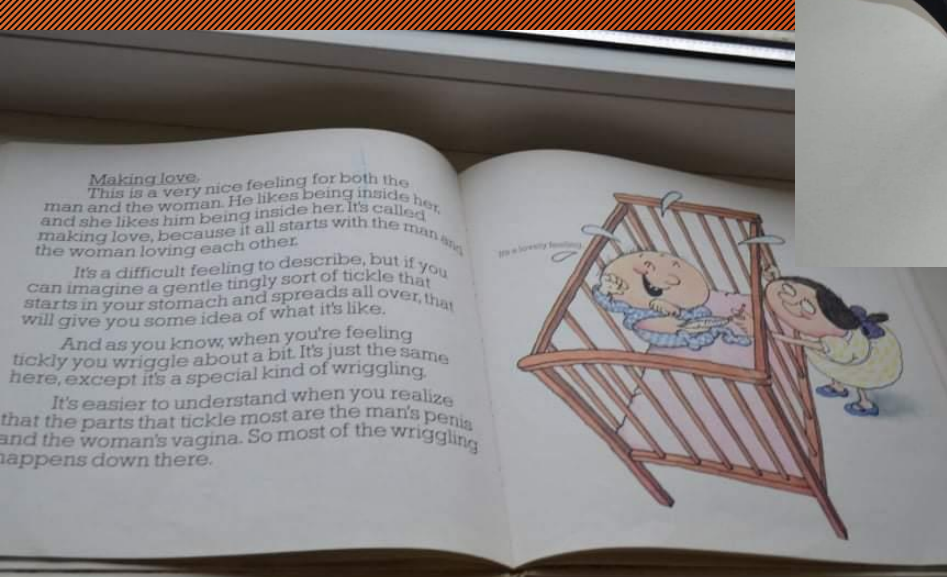 Making love.
This is a very nice feeling for both the
man and the woman. He likes being inside her,
and she likes him being inside her. It's called
making love, because it all starts with the man and
the woman loving each other.
It's a difficult feeling to describe, but if you
can imagine a gentle tingly sort of tickle that
starts in your stomach and spreads all over, that
will give you some idea of what it's like.
And as you know, when you're feeling
tickly you wriggle about a bit. It's just the same
here, except it's a special kind of wriggling.
It's easier to understand when you realize
that the parts that tickle most are the man's penis
and the woman's vagina. So most of the wriggling
happens down there.
It's a lovely feeling.